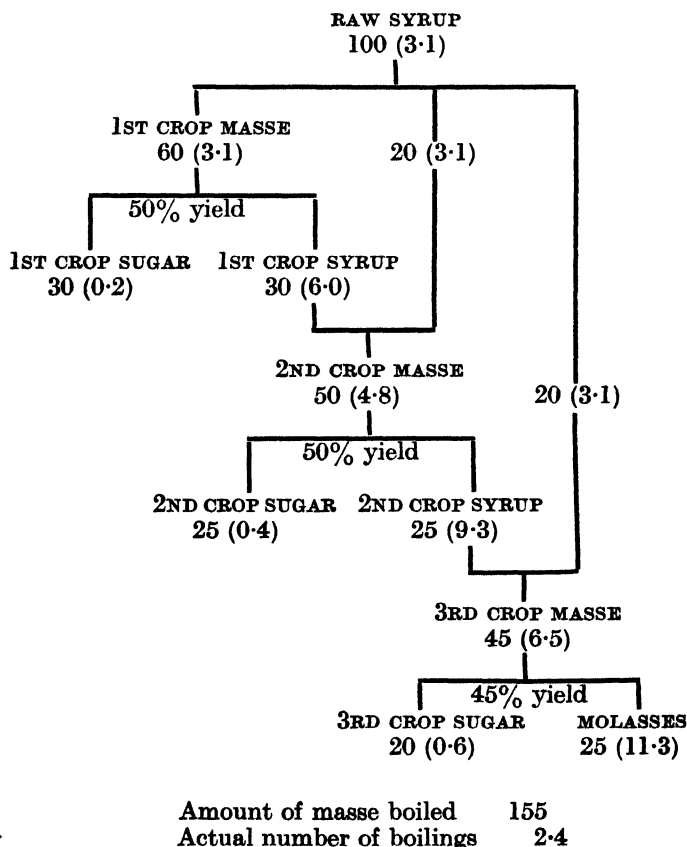 RAW SYRUP
100 (3·1)
1ST CROP MASSE
60 (3·1)
20 (3·1)
50% yield
1ST CROP SUGAR 1ST CROP SYRUP
30 (0·2) 30 (6·0)
2ND CROP MASSE
50 (4·8) 20 (3·1)
50% yield
2ND CROP SUGAR 2ND CROP SYRUP
25 (0·4) 25 (9·3)
3RD CROP MASSE
45 (6·5)
45% yield
3RD CROP SUGAR MOLASSES
20 (0·6) 25 (11·3)
Amount of masse boiled 155
Actual number of boilings 2·4